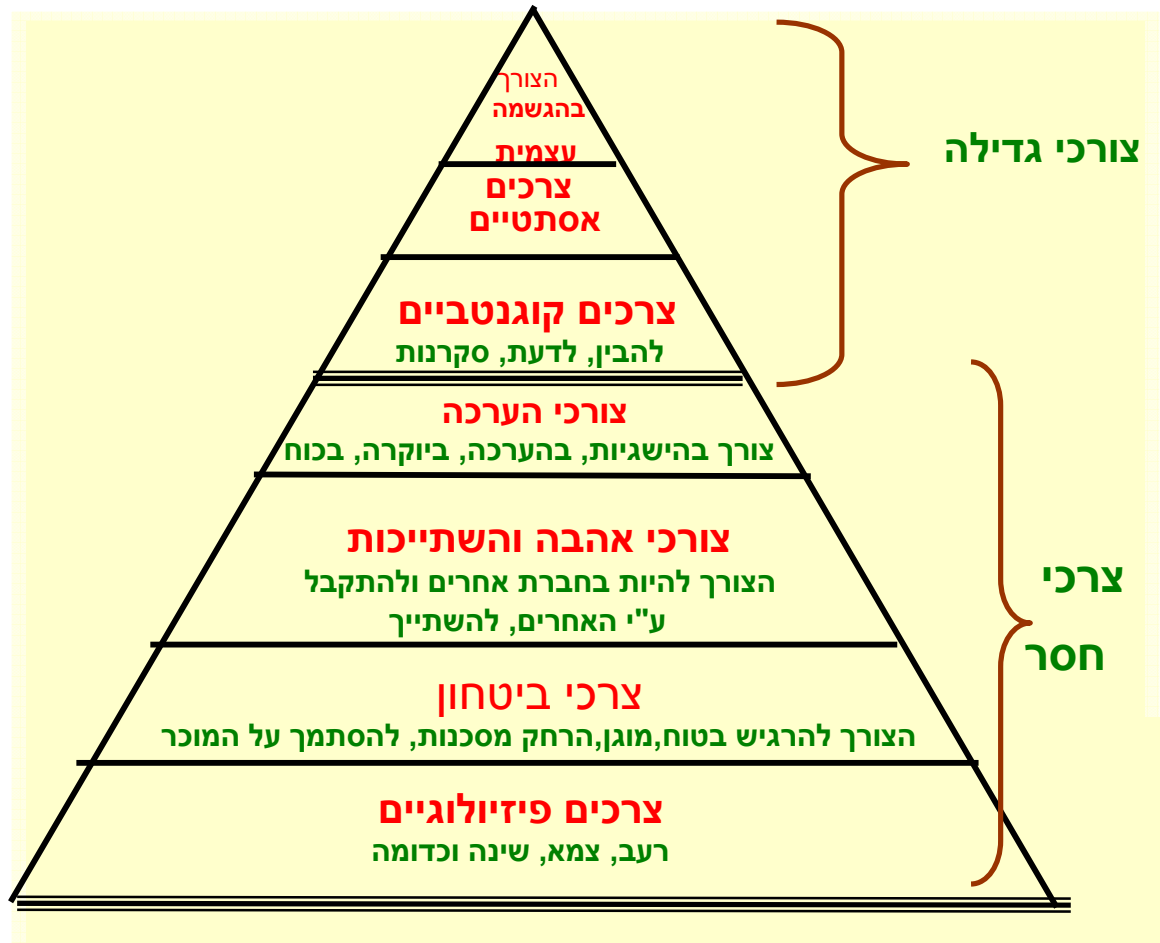 הצורך
בהגשמה
עצמית
צורכי גדילה
צרכים
אסתטיים
צרכים קוגנטביים
להבין, לדעת, סקרנות
צורכי הערכה
צורך בהישגיות, בהערכה, ביוקרה, בכוח
צורכי אהבה והשתייכות
הצורך להיות בחברת אחרים ולהתקבל
ע"י האחרים, להשתייך
צרכי
חסר
צרכי ביטחון
הצורך להרגיש בטוח,מוגן,הרחק מסכנות, להסתמך על המוכר
צרכים פיזיולוגיים
רעב, צמא, שינה וכדומה